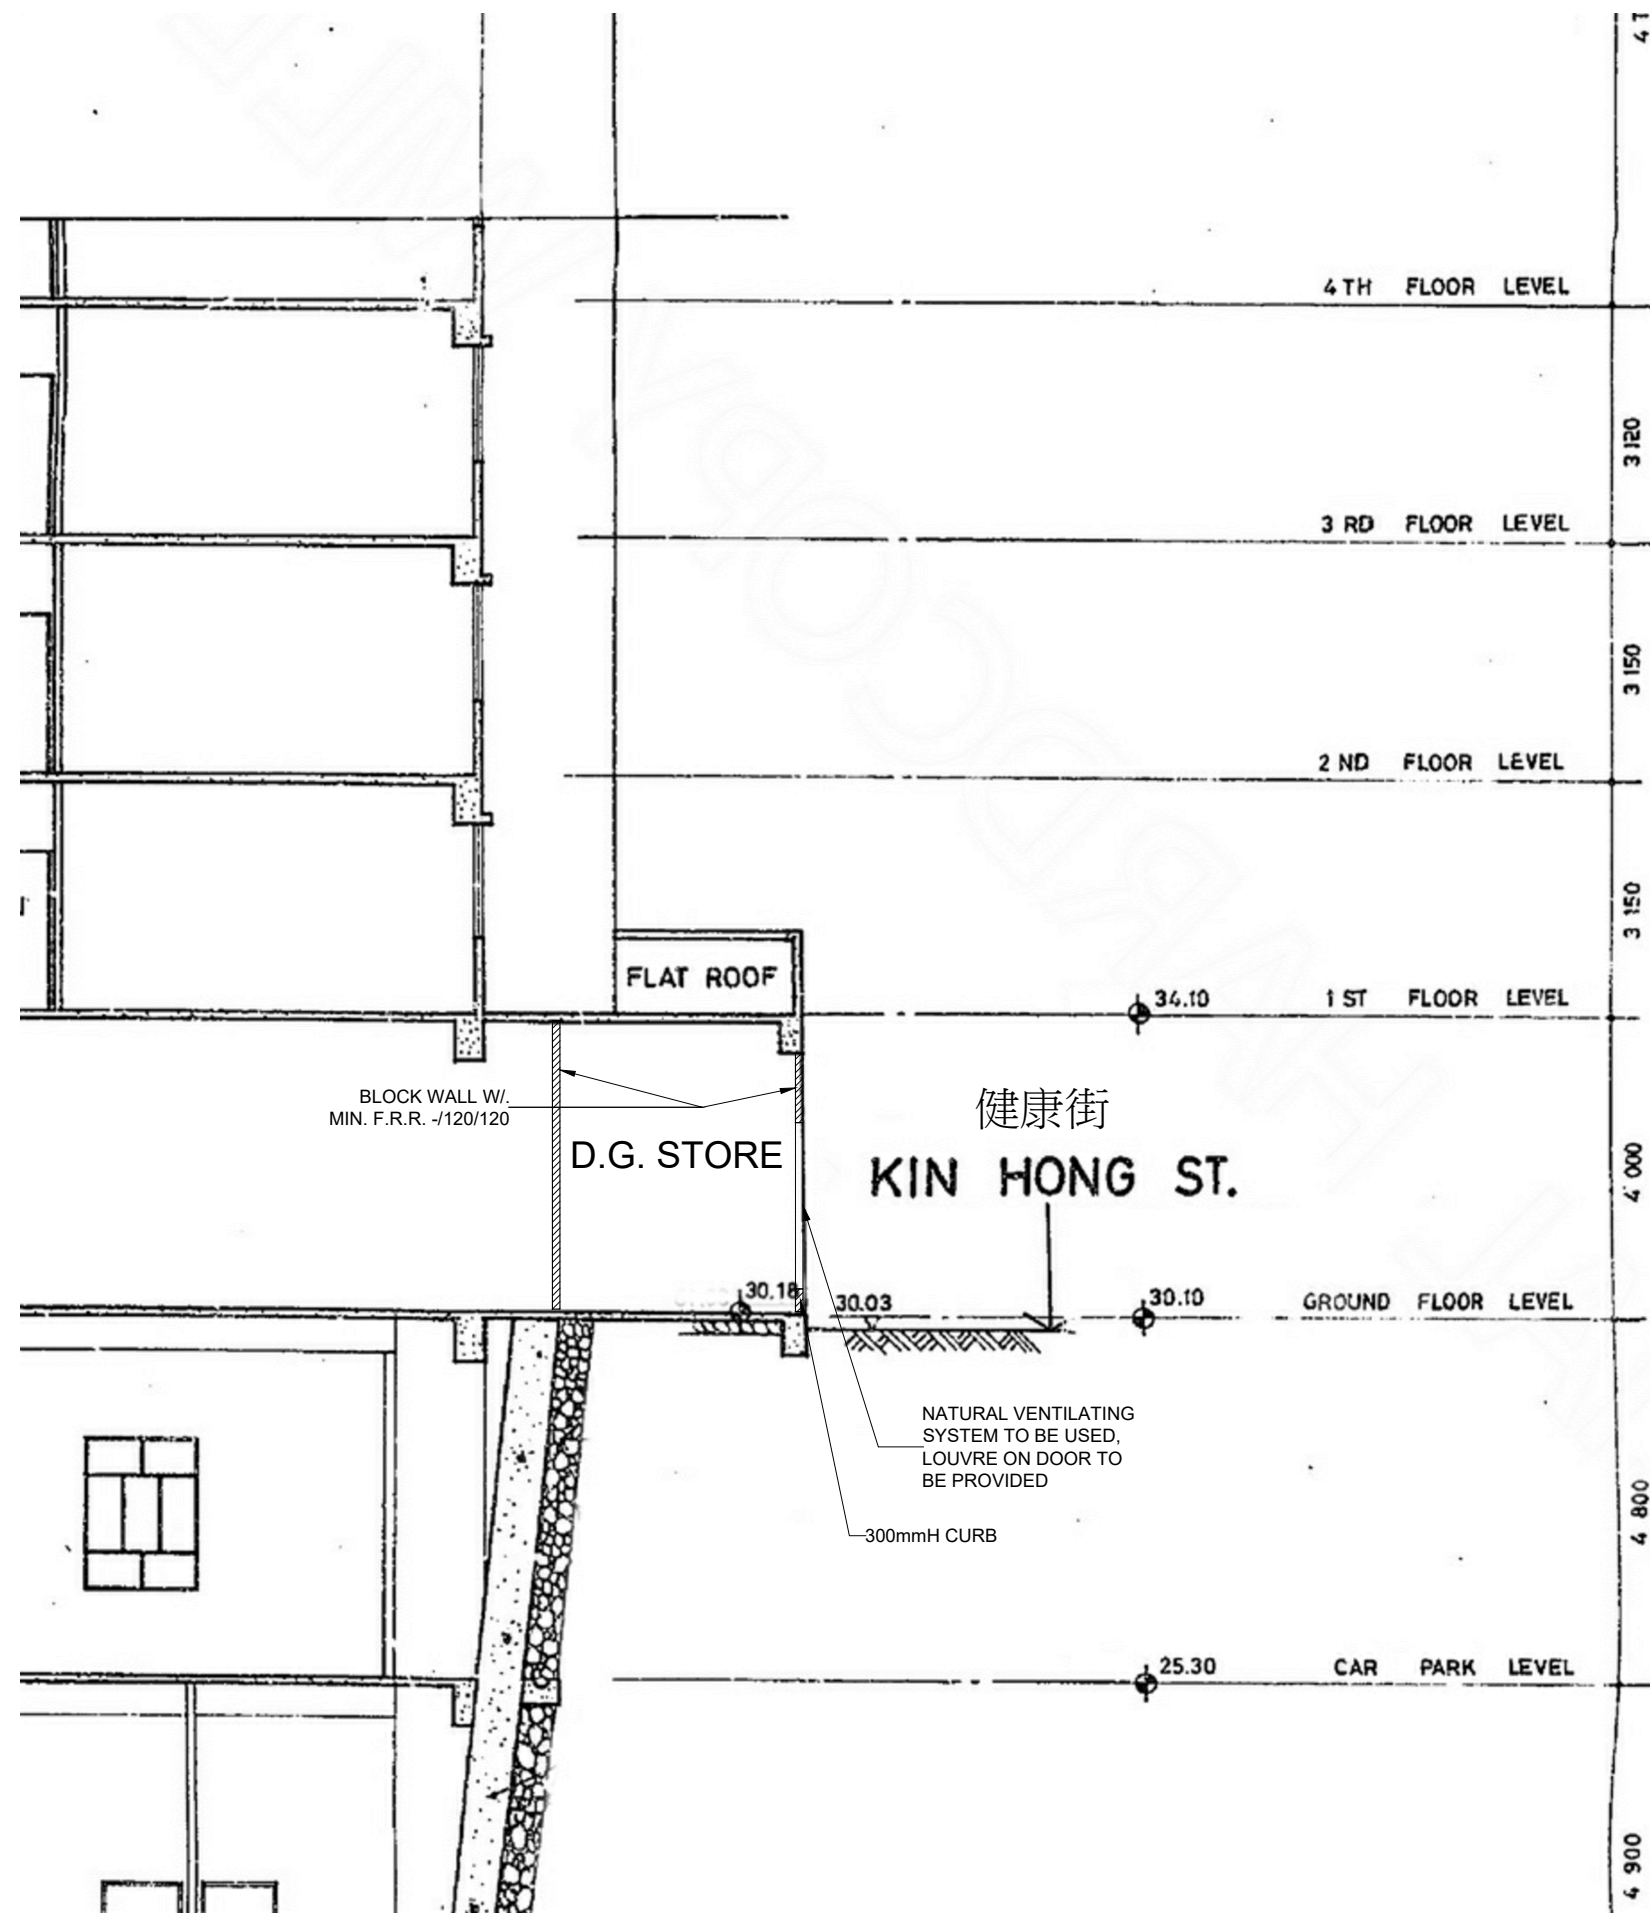 4 TH FLOOR LEVEL
3 120
3 RD FLOOR LEVEL
3 150
2 ND FLOOR LEVEL
3 150
FLAT ROOF
34.10
1 ST FLOOR LEVEL
BLOCK WALL W/.
MIN. F.R.R. -/120/120
D.G. STORE
健康街
KIN HONG ST.
4 000
30.18
30.03
30.10
GROUND FLOOR LEVEL
NATURAL VENTILATING
SYSTEM TO BE USED,
LOUVRE ON DOOR TO
BE PROVIDED
300mmH CURB
4 800
25.30
CAR PARK LEVEL
4 900